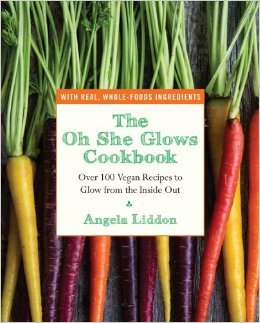 WITH REAL, WHOLE-FOODS INGREDIENTS
The
Oh She Glows
Cookbook
Over 100 Vegan Recipes to
Glow from the Inside Out
Angela Liddon